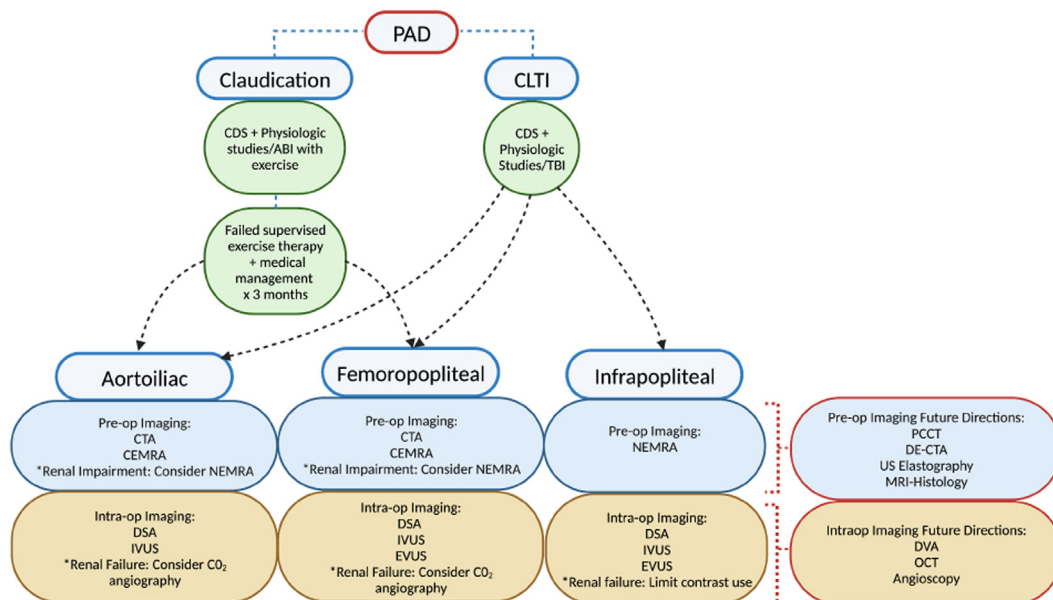 PAD
Claudication
CLTI
CDS + Physiologic
studies/ABI with
exercise
CDS +
Physiologic
Studies/TBI
Failed supervised
exercise therapy
+ medical
management
x 3 months
Aortoiliac
Femoropopliteal
Infrapopliteal
Pre-op Imaging:
CTA
CEMRA
*Renal Impairment: Consider NEMRA
Pre-op Imaging:
CTA
CEMRA
*Renal Impairment: Consider NEMRA
Pre-op Imaging:
NEMRA
Pre-op Imaging Future Directions:
PCCT
DE-CTA
US Elastography
MRI-Histology
Intra-op Imaging:
DSA
IVUS
*Renal Failure: Consider C0₂
angiography
Intra-op Imaging:
DSA
IVUS
EVUS
*Renal Failure: Consider C0₂
angiography
Intra-op Imaging:
DSA
IVUS
EVUS
*Renal failure: Limit contrast use
Intraop Imaging Future Directions:
DVA
OCT
Angioscopy